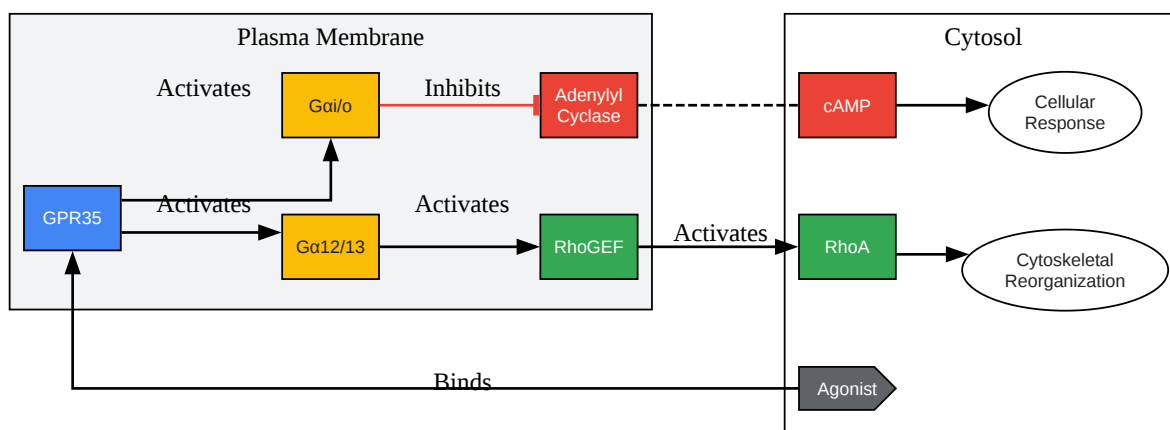 Plasma Membrane
Cytosol
Activates
Gαi/o
Inhibits
Adenylyl
Cyclase
cAMP
Cellular
Response
GPR35
Activates
Gα12/13
Activates
RhoGEF
Activates
RhoA
Cytoskeletal
Reorganization
Binds
Agonist